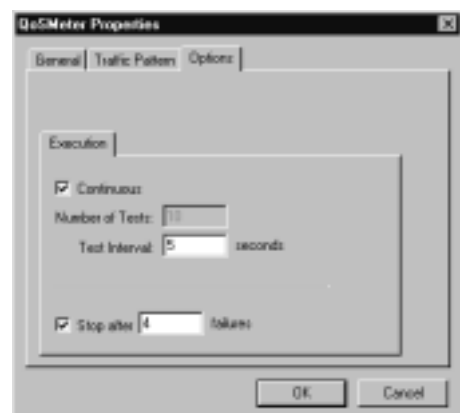 QoSMeter Properties
General Traffic Pattern Options
Execution
Continuous
Number of Tests: 10
Test Interval: 5 seconds
Stop after 4 failures
OK Cancel